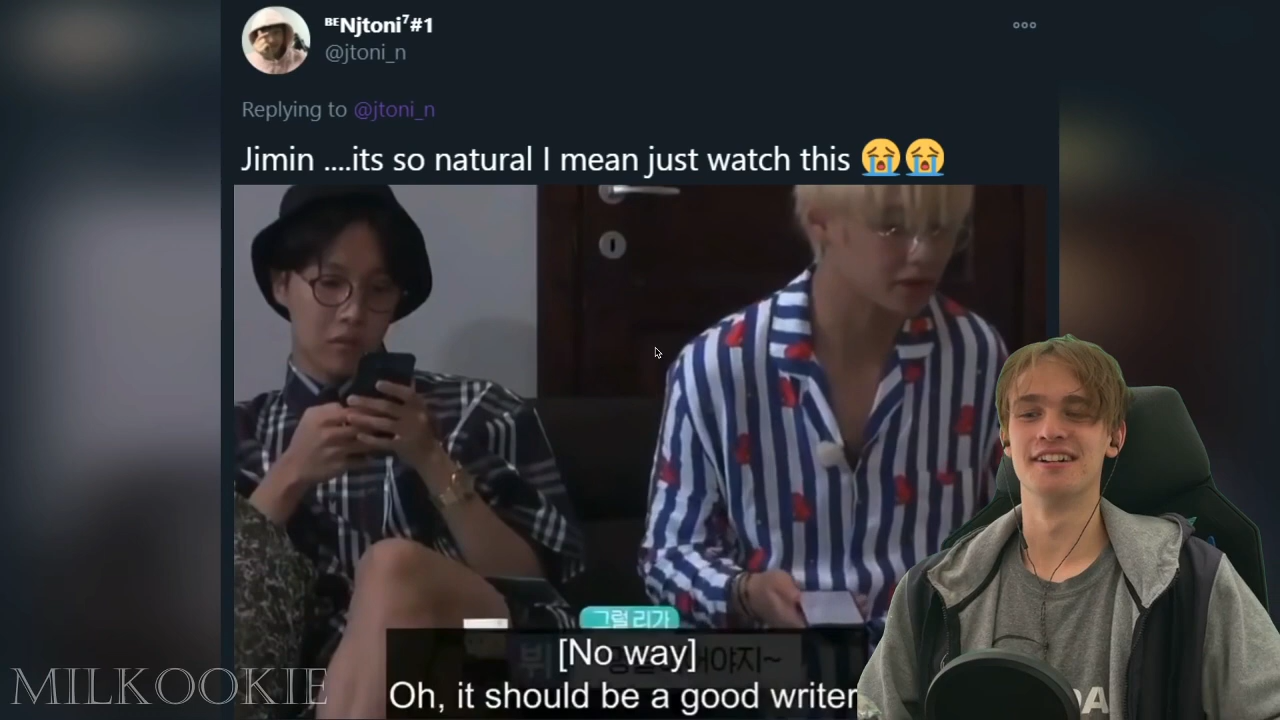 ᴮᴱNjtoni⁷#1
@jtoni_n
Replying to @jtoni_n
Jimin ....its so natural I mean just watch this 😭😭
그럴 리가
[No way]
Oh, it should be a good writer
MILKOOKIE